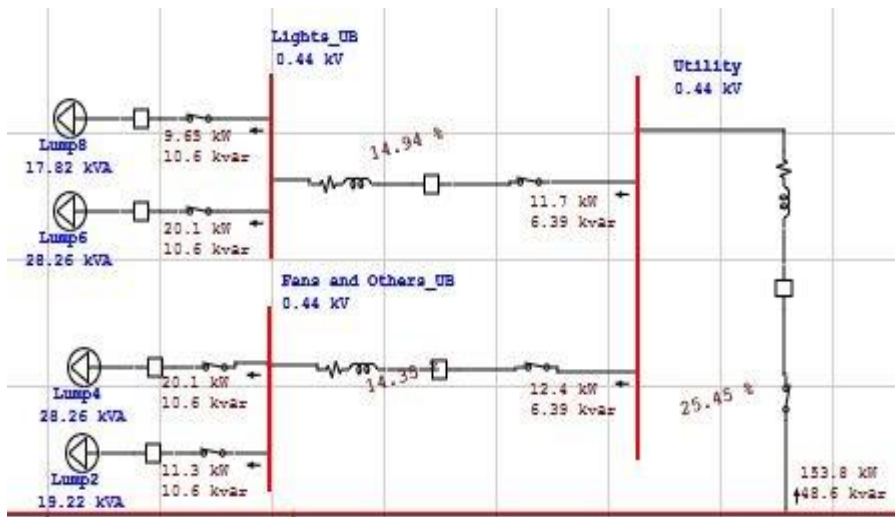 Lights_UB
0.44 kV
Utility
0.44 kV
Lump8
17.82 kVA
9.65 kW
10.6 kvar
14.94 %
11.7 kW
6.39 kvar
Lump6
28.26 kVA
20.1 kW
10.6 kvar
Fans and Others_UB
0.44 kV
Lump4
28.26 kVA
20.1 kW
10.6 kvar
14.39
12.4 kW
6.39 kvar
25.45 %
Lump2
19.22 kVA
11.3 kW
10.6 kvar
153.8 kW
48.6 kvar